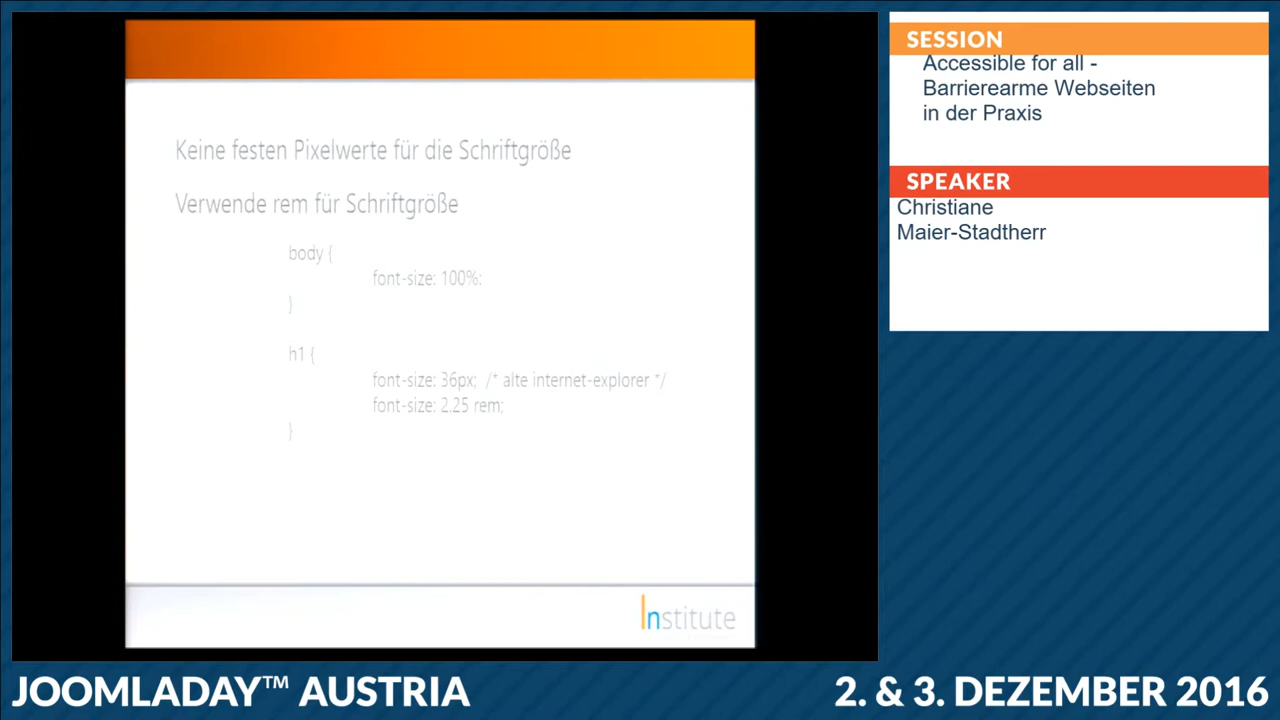 Keine festen Pixelwerte für die Schriftgröße
Verwende rem für Schriftgröße
body {
font-size: 100%:
}
h1 {
font-size: 36px; /* alte internet-explorer */
font-size: 2.25 rem;
}
Institute
SESSION
Accessible for all -
Barrierearme Webseiten
in der Praxis
SPEAKER
Christiane
Maier-Stadtherr
JOOMLADAY™ AUSTRIA
2. & 3. DEZEMBER 2016